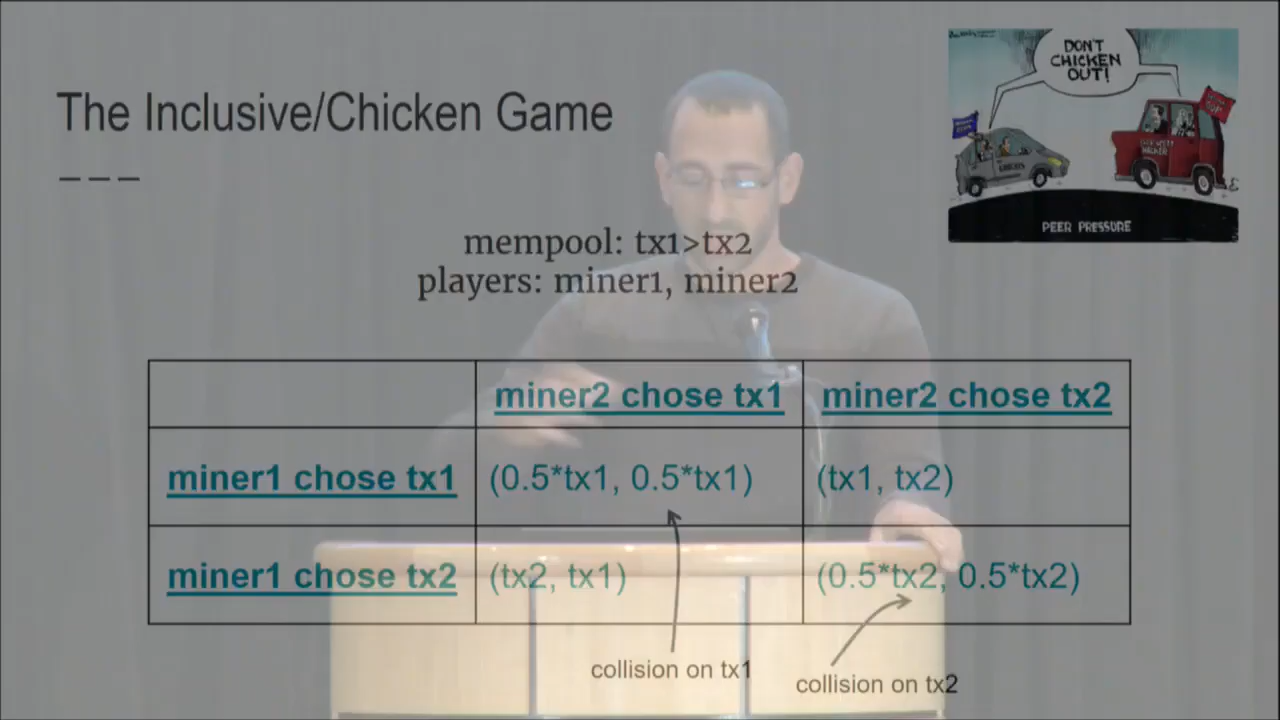 The Inclusive/Chicken Game
DON'T
CHICKEN
OUT!
PEER PRESSURE
mempool: tx1>tx2
players: miner1, miner2
miner2 chose tx1
miner2 chose tx2
miner1 chose tx1
(0.5*tx1, 0.5*tx1)
(tx1, tx2)
miner1 chose tx2
(tx2, tx1)
(0.5*tx2, 0.5*tx2)
collision on tx1
collision on tx2